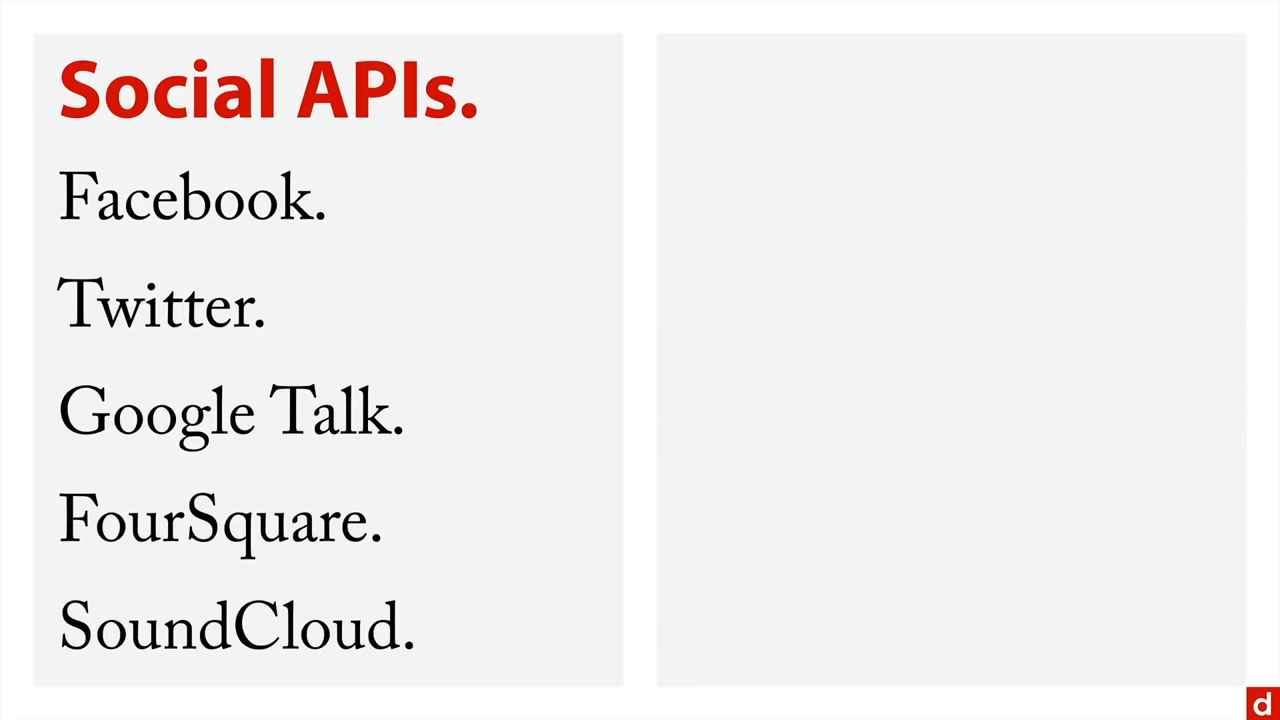 Social APIs.
Facebook.
Twitter.
Google Talk.
FourSquare.
SoundCloud.
d